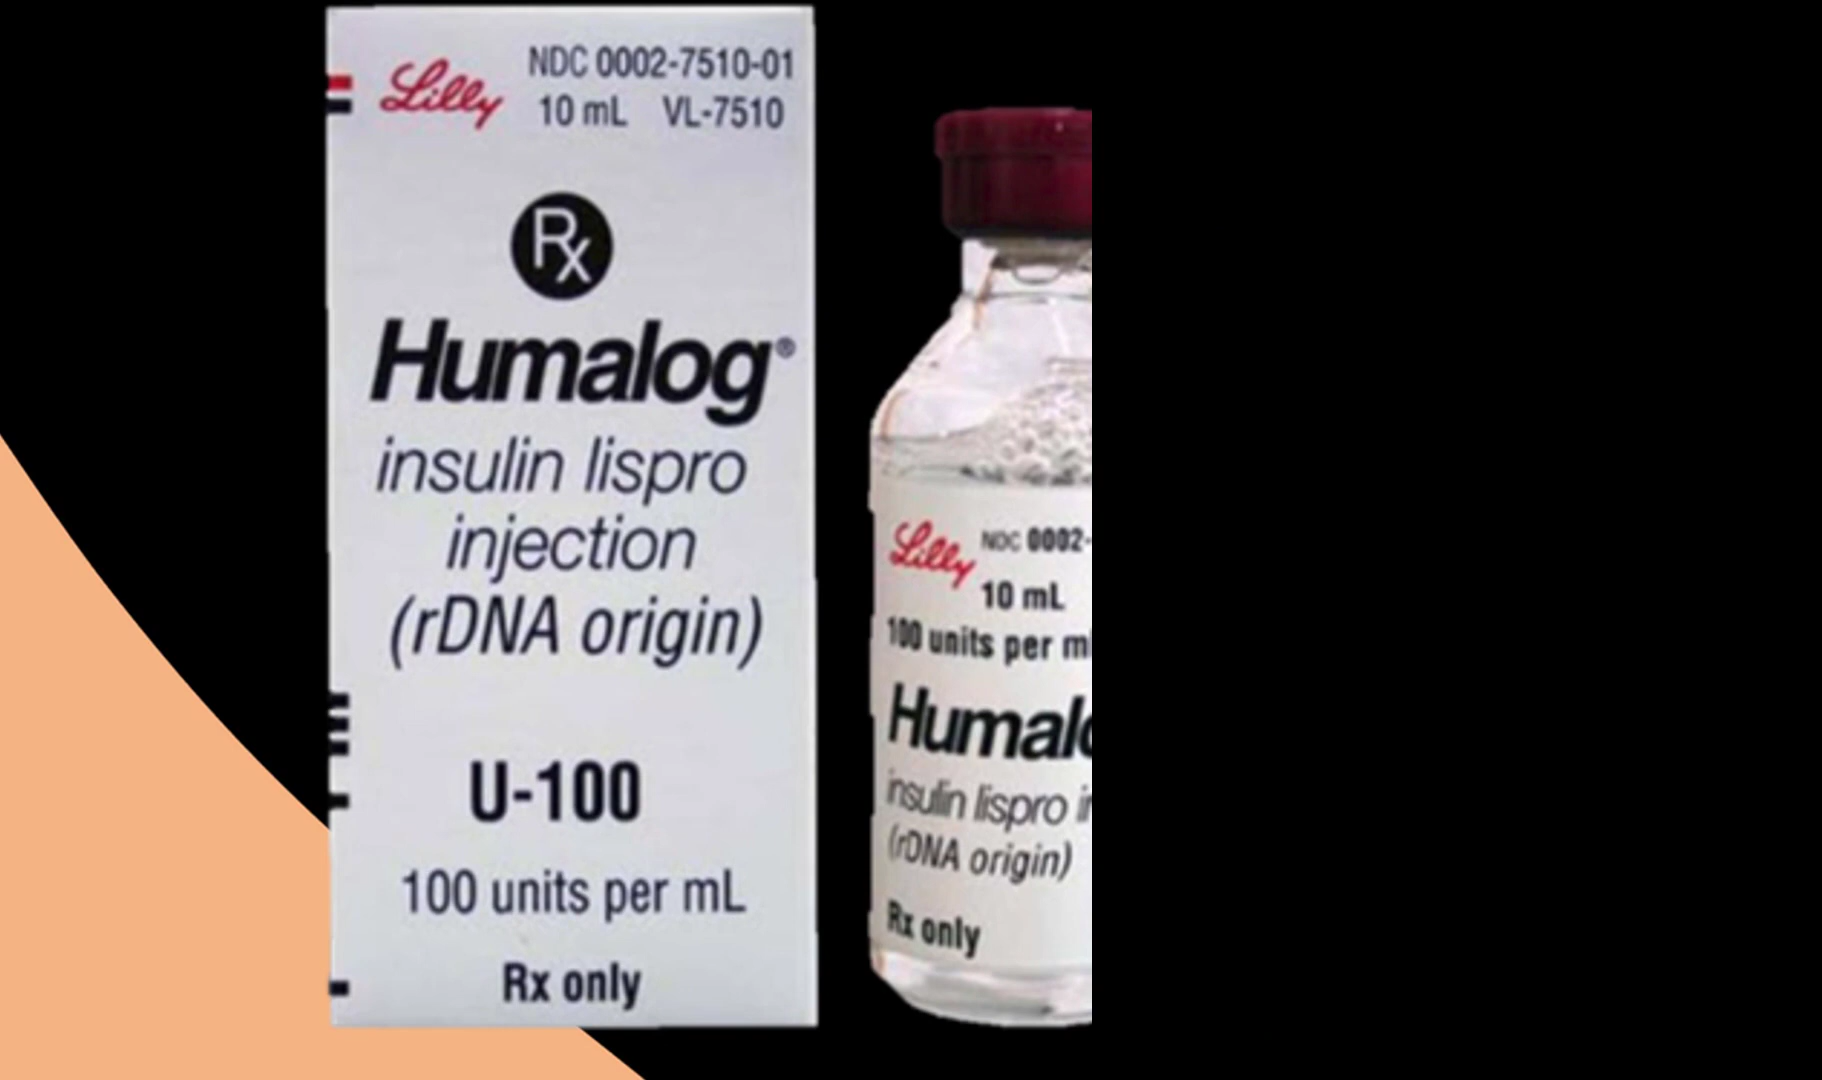 Lilly
NDC 0002-7510-01
10 mL VL-7510
Rx
Humalog®
insulin lispro
injection
(rDNA origin)
U-100
100 units per mL
Rx only
Lilly
NDC 0002-
10 mL
100 units per m
Humalo
insulin lispro i
(rDNA origin)
Rx only